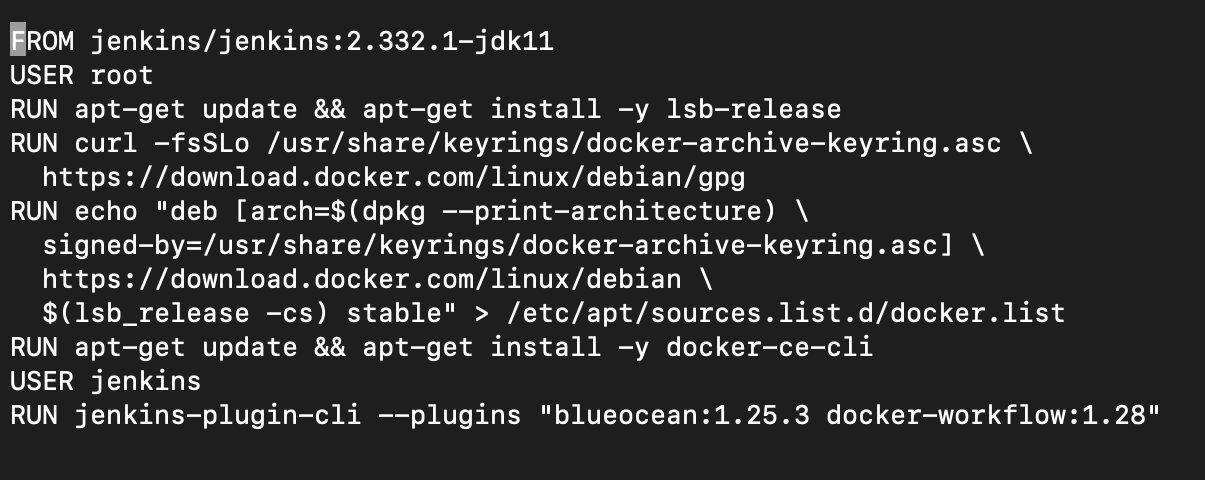 FROM jenkins/jenkins:2.332.1-jdk11
USER root
RUN apt-get update && apt-get install -y lsb-release
RUN curl -fsSLo /usr/share/keyrings/docker-archive-keyring.asc \
  https://download.docker.com/linux/debian/gpg
RUN echo "deb [arch=$(dpkg --print-architecture) \
  signed-by=/usr/share/keyrings/docker-archive-keyring.asc] \
  https://download.docker.com/linux/debian \
  $(lsb_release -cs) stable" > /etc/apt/sources.list.d/docker.list
RUN apt-get update && apt-get install -y docker-ce-cli
USER jenkins
RUN jenkins-plugin-cli --plugins "blueocean:1.25.3 docker-workflow:1.28"